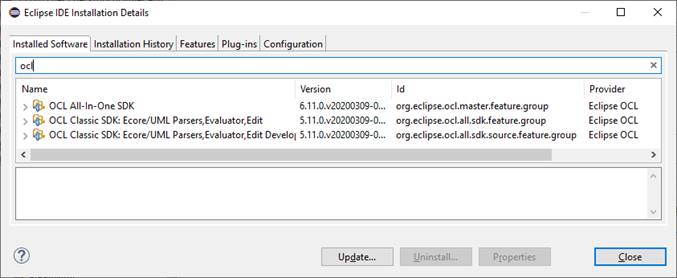 Eclipse IDE Installation Details
Installed Software Installation History Features Plug-ins Configuration
ocl
Name Version Id Provider
OCL All-In-One SDK 6.11.0.v20200309-0... org.eclipse.ocl.master.feature.group Eclipse OCL
OCL Classic SDK: Ecore/UML Parsers,Evaluator,Edit 5.11.0.v20200309-0... org.eclipse.ocl.all.sdk.feature.group Eclipse OCL
OCL Classic SDK: Ecore/UML Parsers,Evaluator,Edit Develop 5.11.0.v20200309-0... org.eclipse.ocl.all.sdk.source.feature.group Eclipse OCL
Update... Uninstall... Properties Close